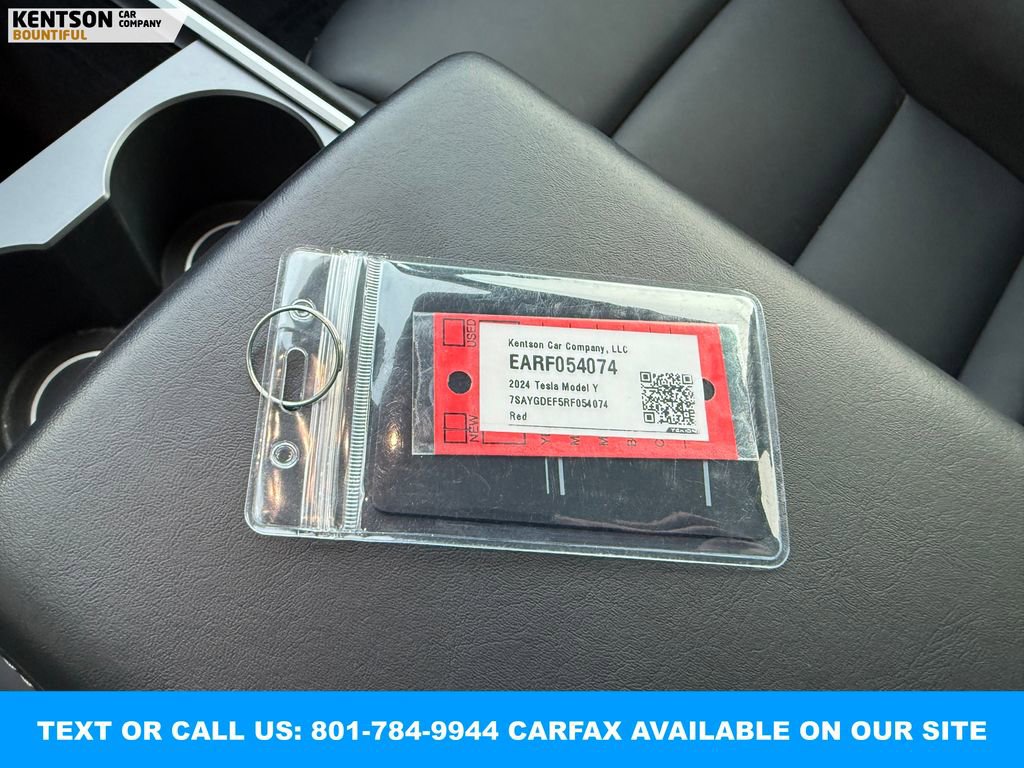 KENTSON CAR COMPANY
BOUNTIFUL
USED
Kentson Car Company, LLC
EARF054074
2024 Tesla Model Y
7SAYGDEF5RF054074
Red
NEW
TEXT OR CALL US: 801-784-9944 CARFAX AVAILABLE ON OUR SITE